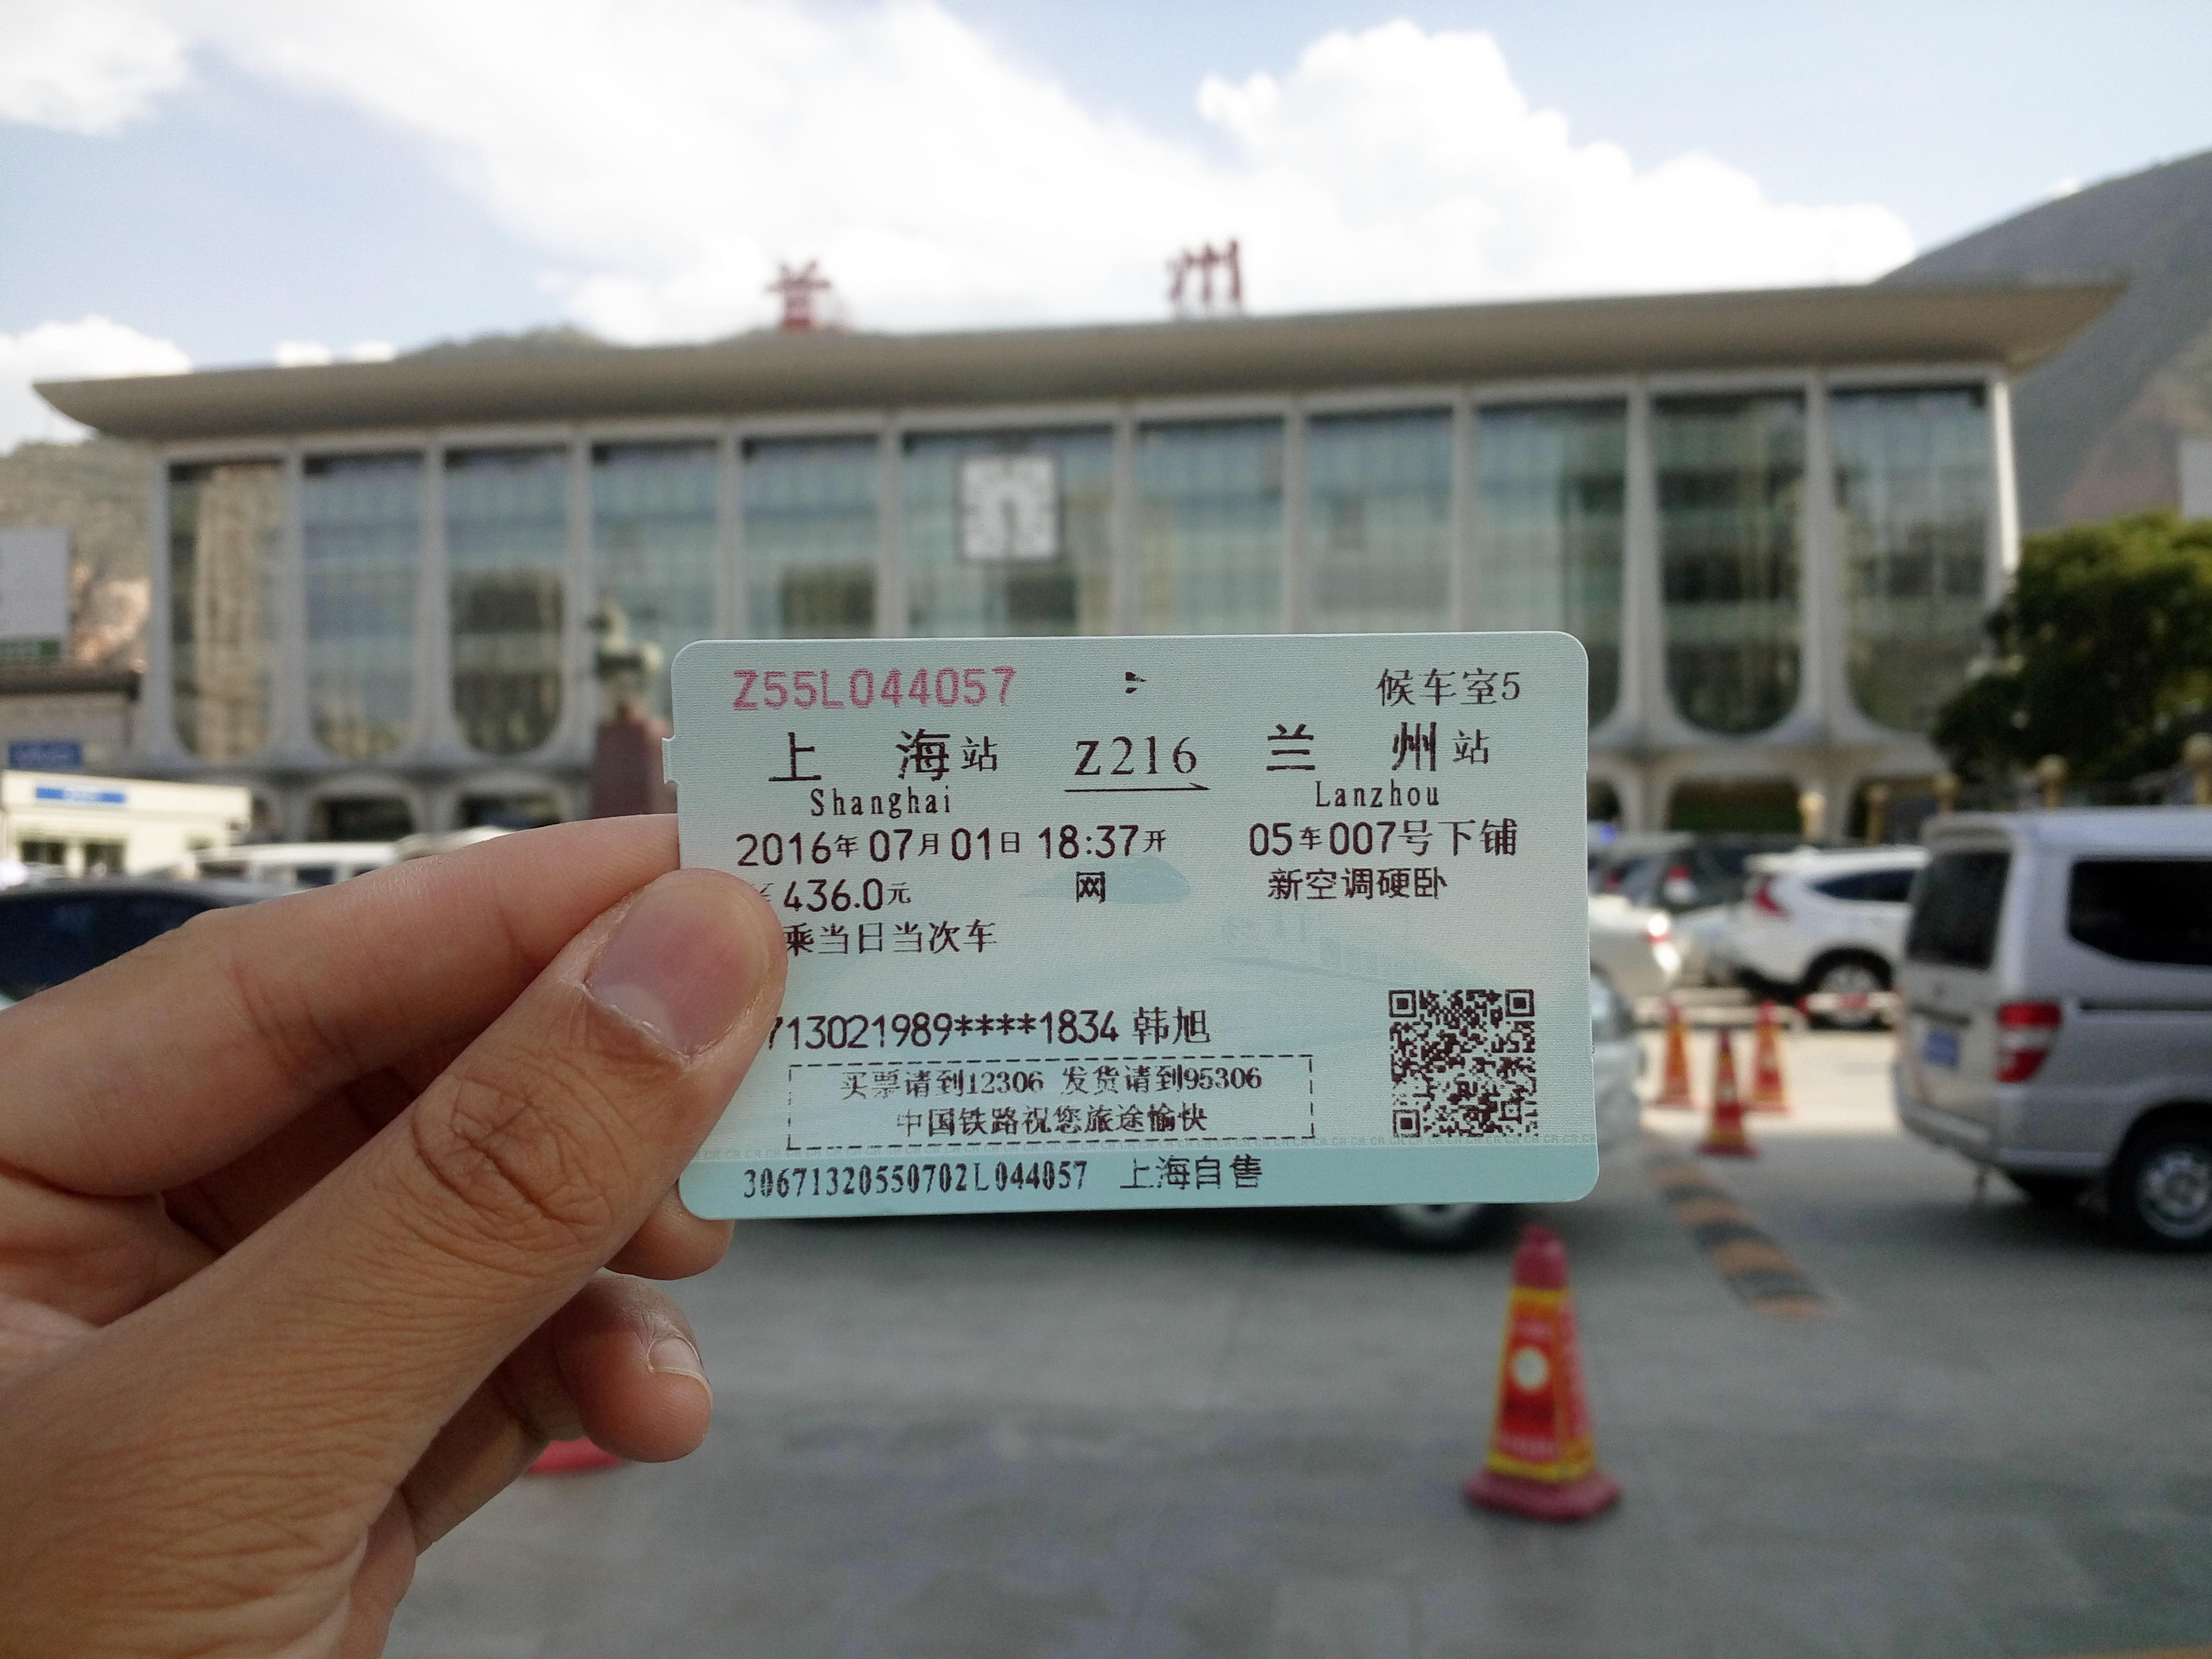 兰州
Z55L044057
候车室5
上海站 Z216 兰州站
Shanghai Lanzhou
2016年07月01日 18:37开 05车007号下铺
436.0元 网 新空调硬卧
乘当日当次车
713021989****1834 韩旭
买票请到12306 发货请到95306
中国铁路祝您旅途愉快
30671320550702L044057 上海自售